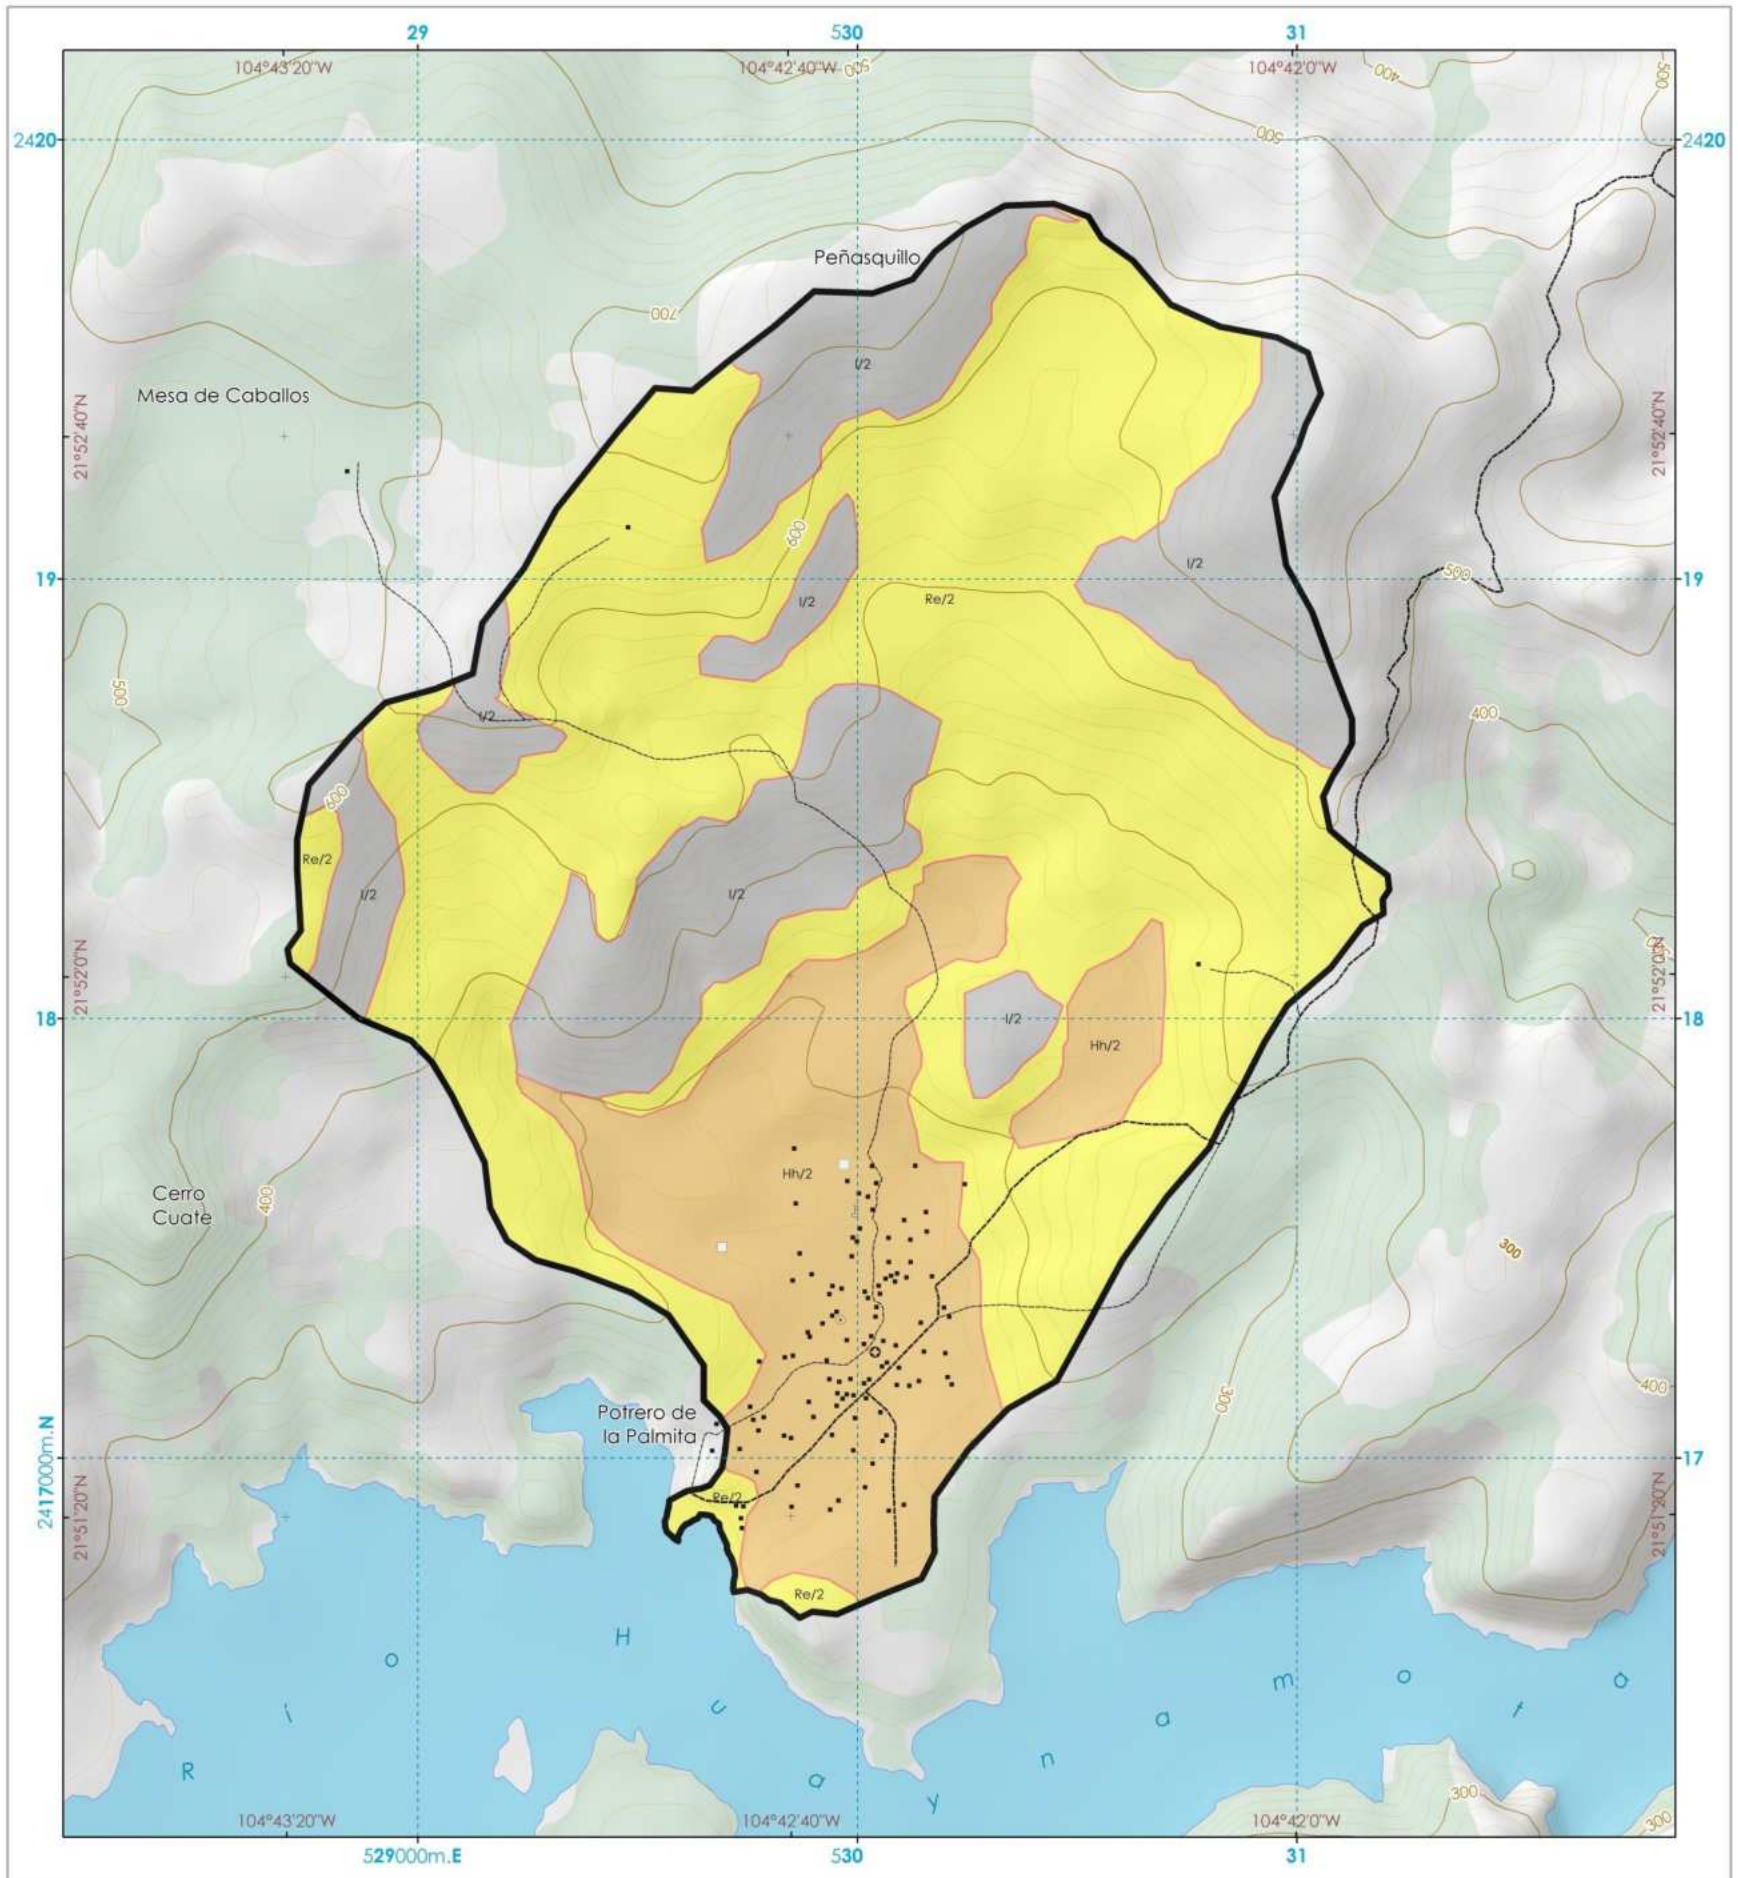 29 530 31
104°43'20"W 104°42'40"W 500 104°42'0"W 400 500
2420 500 2420
Peñasquillo
700
I/2
Mesa de Caballos
21°52'40"N 21°52'40"N
600
I/2
19 500 19
I/2 Re/2
500
I/2 400
600
Re/2
I/2 I/2
21°52'0"N 21°52'0"N
18 I/2 18
Hh/2
Hh/2
Cerro
Cuate
400
300
300 400
Potrero de
la Palmita
2417000m.N 17
21°51'20"N Re/2 21°51'20"N
Re/2
R i o H u a y n a m o t a
300
300
104°43'20"W 104°42'40"W 104°42'0"W
529000m.E 530 31